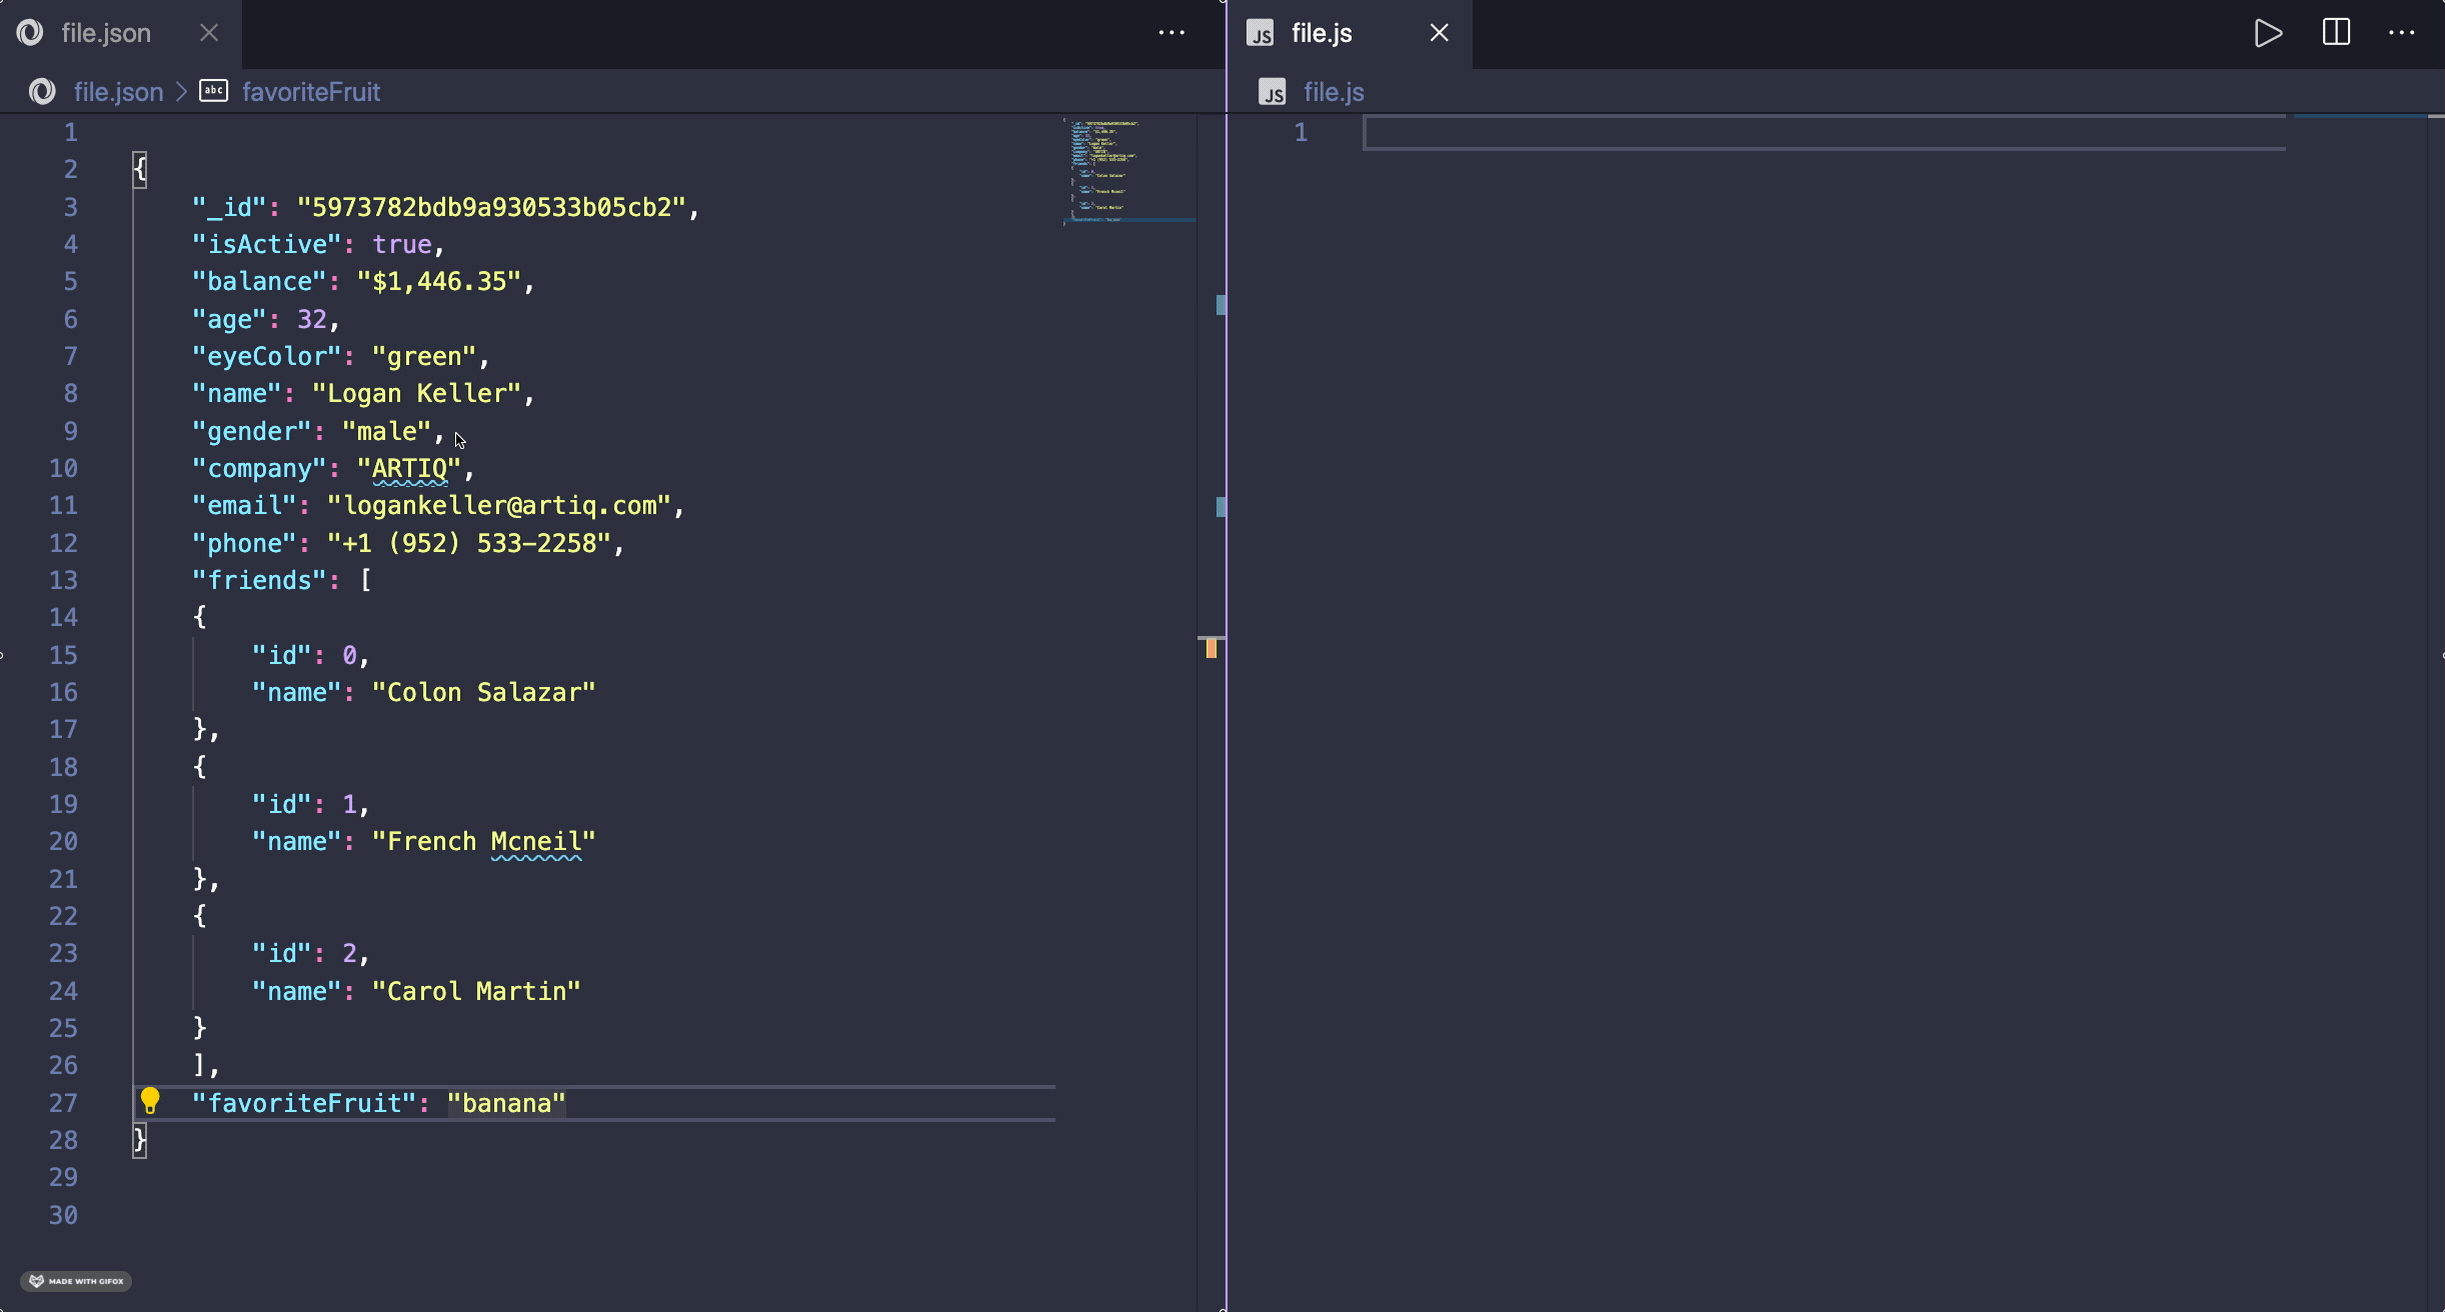 file.json
file.json > abc favoriteFruit
1
2 {
3 "_id": "5973782bdb9a930533b05cb2",
4 "isActive": true,
5 "balance": "$1,446.35",
6 "age": 32,
7 "eyeColor": "green",
8 "name": "Logan Keller",
9 "gender": "male",
10 "company": "ARTIQ",
11 "email": "logankeller@artiq.com",
12 "phone": "+1 (952) 533-2258",
13 "friends": [
14 {
15 "id": 0,
16 "name": "Colon Salazar"
17 },
18 {
19 "id": 1,
20 "name": "French Mcneil"
21 },
22 {
23 "id": 2,
24 "name": "Carol Martin"
25 }
26 ],
27 "favoriteFruit": "banana"
28 }
29
30
MADE WITH GIFOX
JS file.js
JS file.js
1